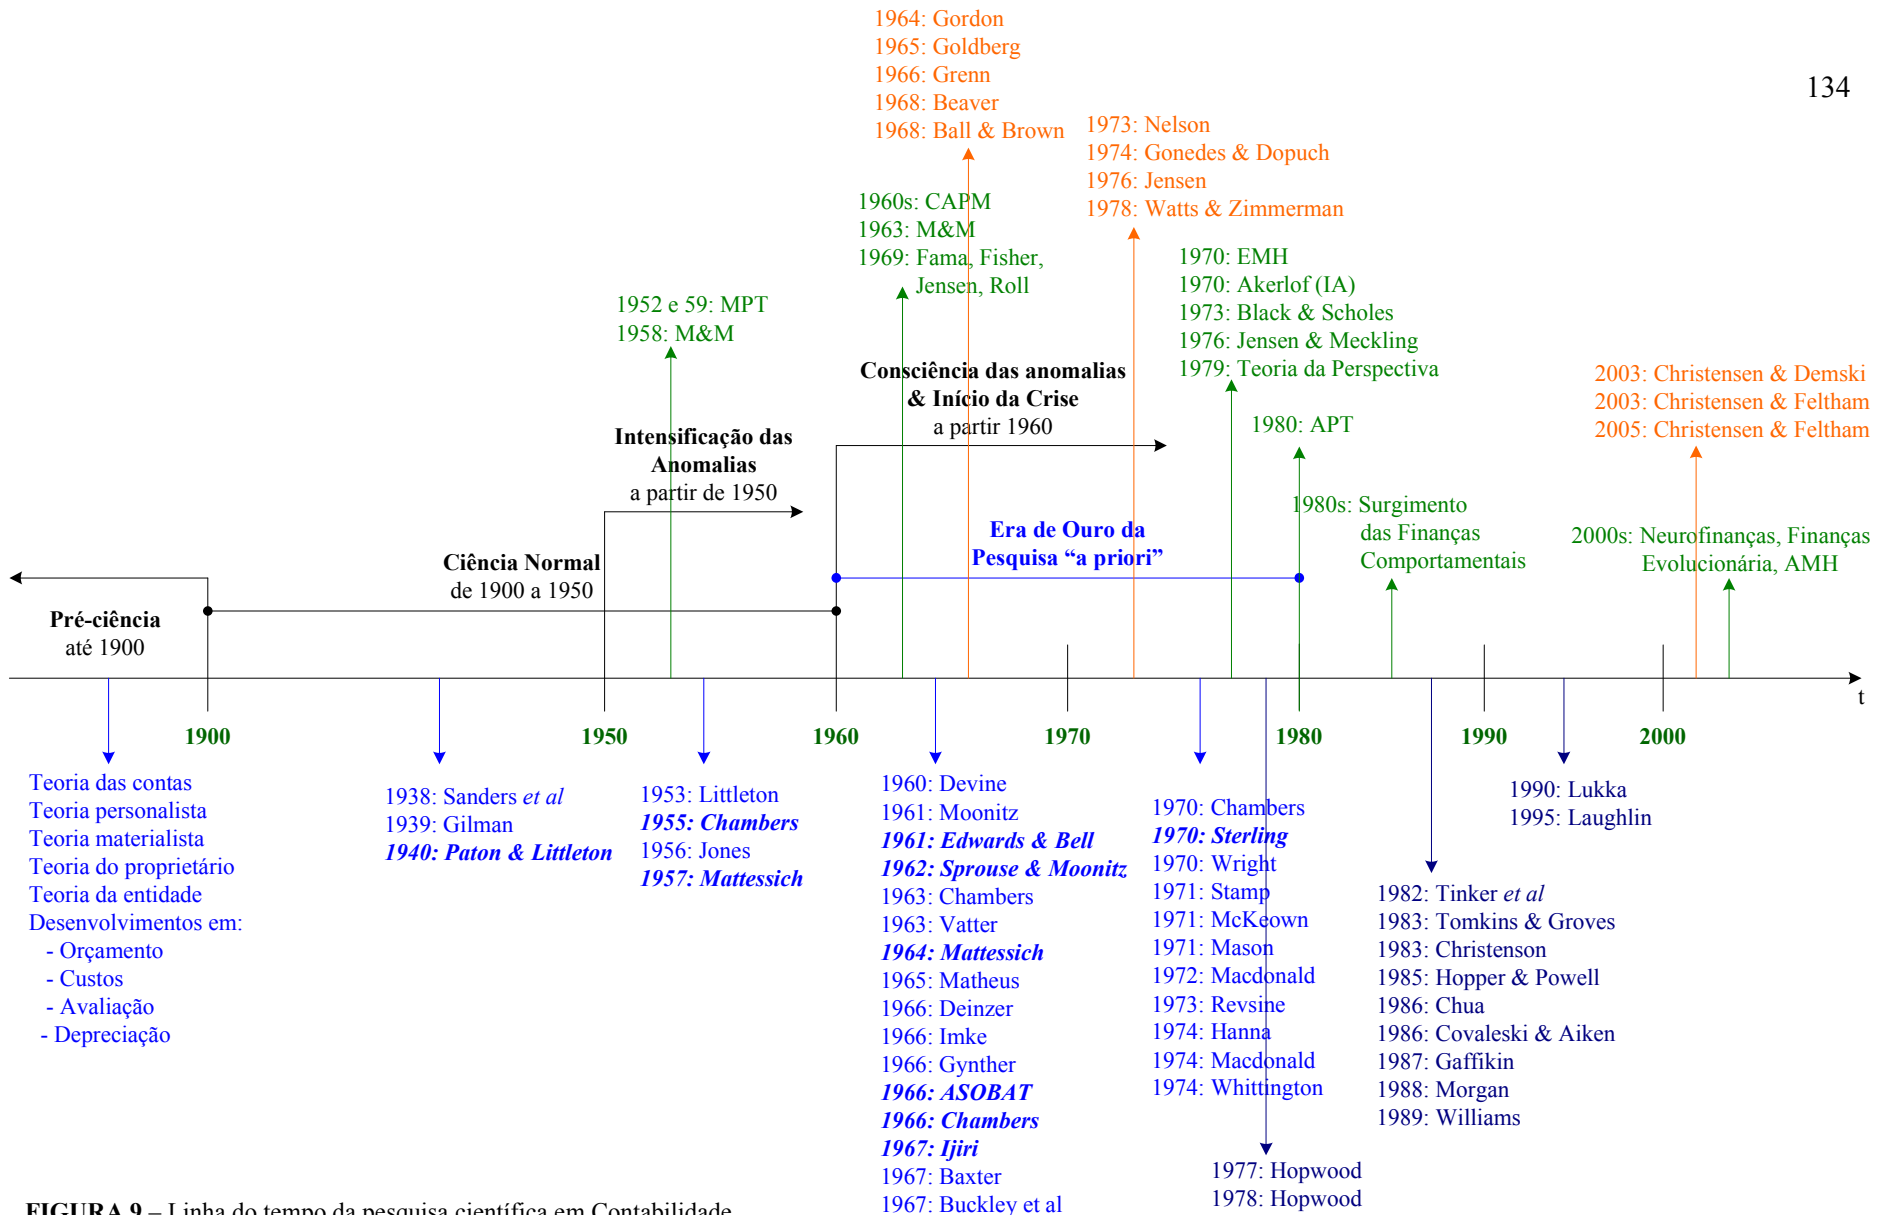 134
1964: Gordon
1965: Goldberg
1966: Grenn
1968: Beaver
1968: Ball & Brown
1973: Nelson
1974: Gonedes & Dopuch
1976: Jensen
1978: Watts & Zimmerman
1960s: CAPM
1963: M&M
1969: Fama, Fisher,
Jensen, Roll
1952 e 59: MPT
1958: M&M
1970: EMH
1970: Akerlof (IA)
1973: Black & Scholes
1976: Jensen & Meckling
1979: Teoria da Perspectiva
1980: APT
2003: Christensen & Demski
2003: Christensen & Feltham
2005: Christensen & Feltham
Consciência das anomalias
& Início da Crise
a partir 1960
Intensificação das
Anomalias
a partir de 1950
Era de Ouro da
Pesquisa “a priori”
1980s: Surgimento
das Finanças
Comportamentais
2000s: Neurofinanças, Finanças
Evolucionária, AMH
Ciência Normal
de 1900 a 1950
Pré-ciência
até 1900
t
1900
1950
1960
1970
1980
1990
2000
Teoria das contas
Teoria personalista
Teoria materialista
Teoria do proprietário
Teoria da entidade
Desenvolvimentos em:
- Orçamento
- Custos
- Avaliação
- Depreciação
1938: Sanders et al
1939: Gilman
1940: Paton & Littleton
1953: Littleton
1955: Chambers
1956: Jones
1957: Mattessich
1960: Devine
1961: Moonitz
1961: Edwards & Bell
1962: Sprouse & Moonitz
1963: Chambers
1963: Vatter
1964: Mattessich
1965: Matheus
1966: Deinzer
1966: Imke
1966: Gynther
1966: ASOBAT
1966: Chambers
1967: Ijiri
1967: Baxter
1967: Buckley et al
1970: Chambers
1970: Sterling
1970: Wright
1971: Stamp
1971: McKeown
1971: Mason
1972: Macdonald
1973: Revsine
1974: Hanna
1974: Macdonald
1974: Whittington
1977: Hopwood
1978: Hopwood
1982: Tinker et al
1983: Tomkins & Groves
1983: Christenson
1985: Hopper & Powell
1986: Chua
1986: Covaleski & Aiken
1987: Gaffikin
1988: Morgan
1989: Williams
1990: Lukka
1995: Laughlin
FIGURA 9 – Linha do tempo da pesquisa científica em Contabilidade